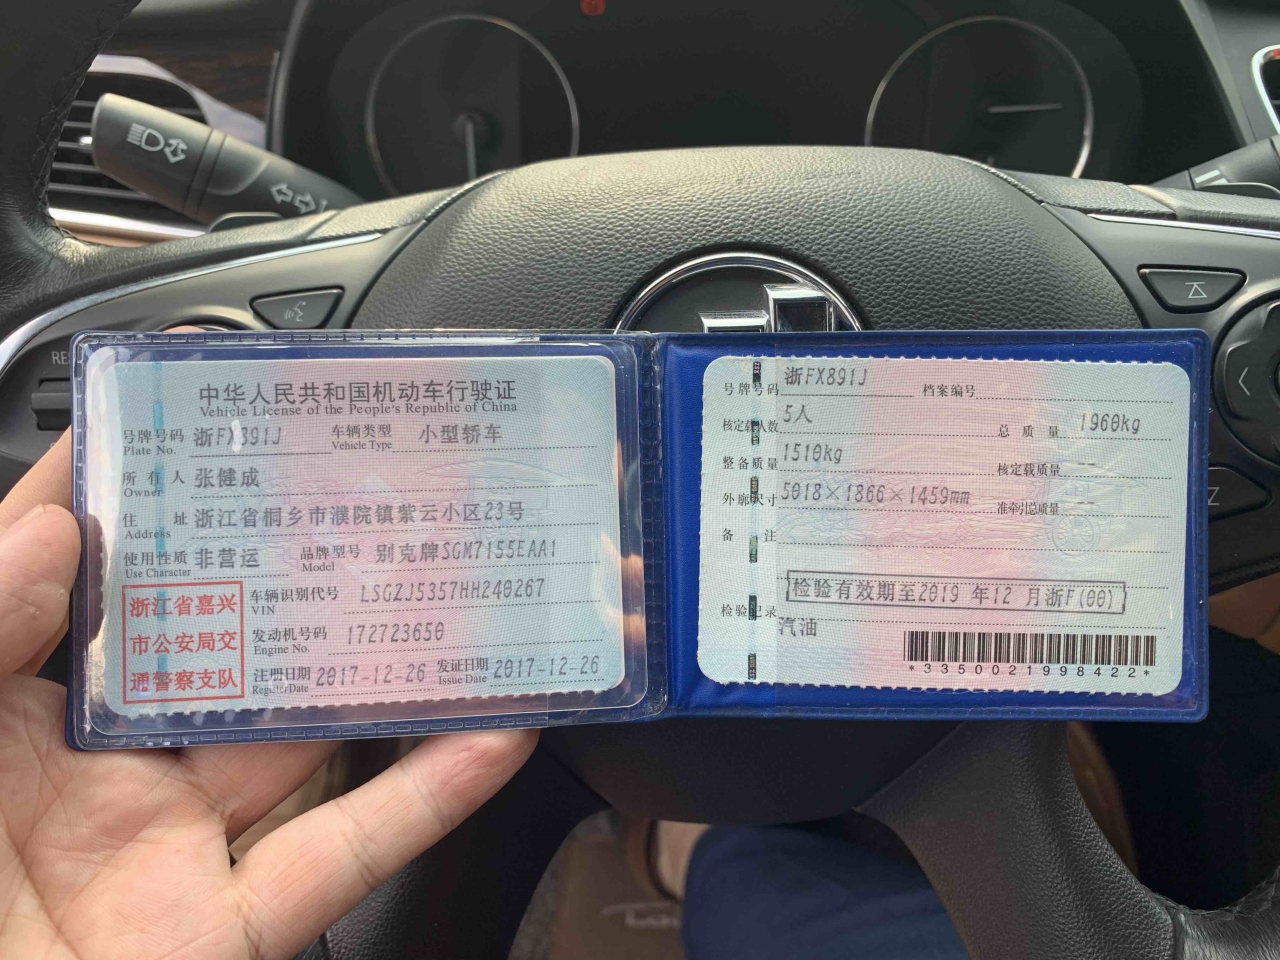 中华人民共和国机动车行驶证
Vehicle License of the People's Republic of China
号牌号码 浙FX891J 车辆类型 小型轿车
Plate No. Vehicle Type
所有人 张健成
Owner
住址 浙江省桐乡市濮院镇紫云小区23号
Address
使用性质 非营运 品牌型号 别克牌SGM7155EAA1
Use Character Model
浙江省嘉兴
市公安局交
通警察支队
车辆识别代号 LSGZJ5357HH240267
VIN
发动机号码 172723650
Engine No.
注册日期 2017-12-26 发证日期 2017-12-26
Register Date Issue Date
号牌号码 浙FX891J 档案编号
核定载人数 5人 总质量 1960kg
整备质量 1510kg 核定载质量 --
外廓尺寸 5018×1866×1459mm 准牵引总质量 --
备注
检验有效期至2019年12月浙F(00)
检验记录
汽油
*3350021998422*
RES